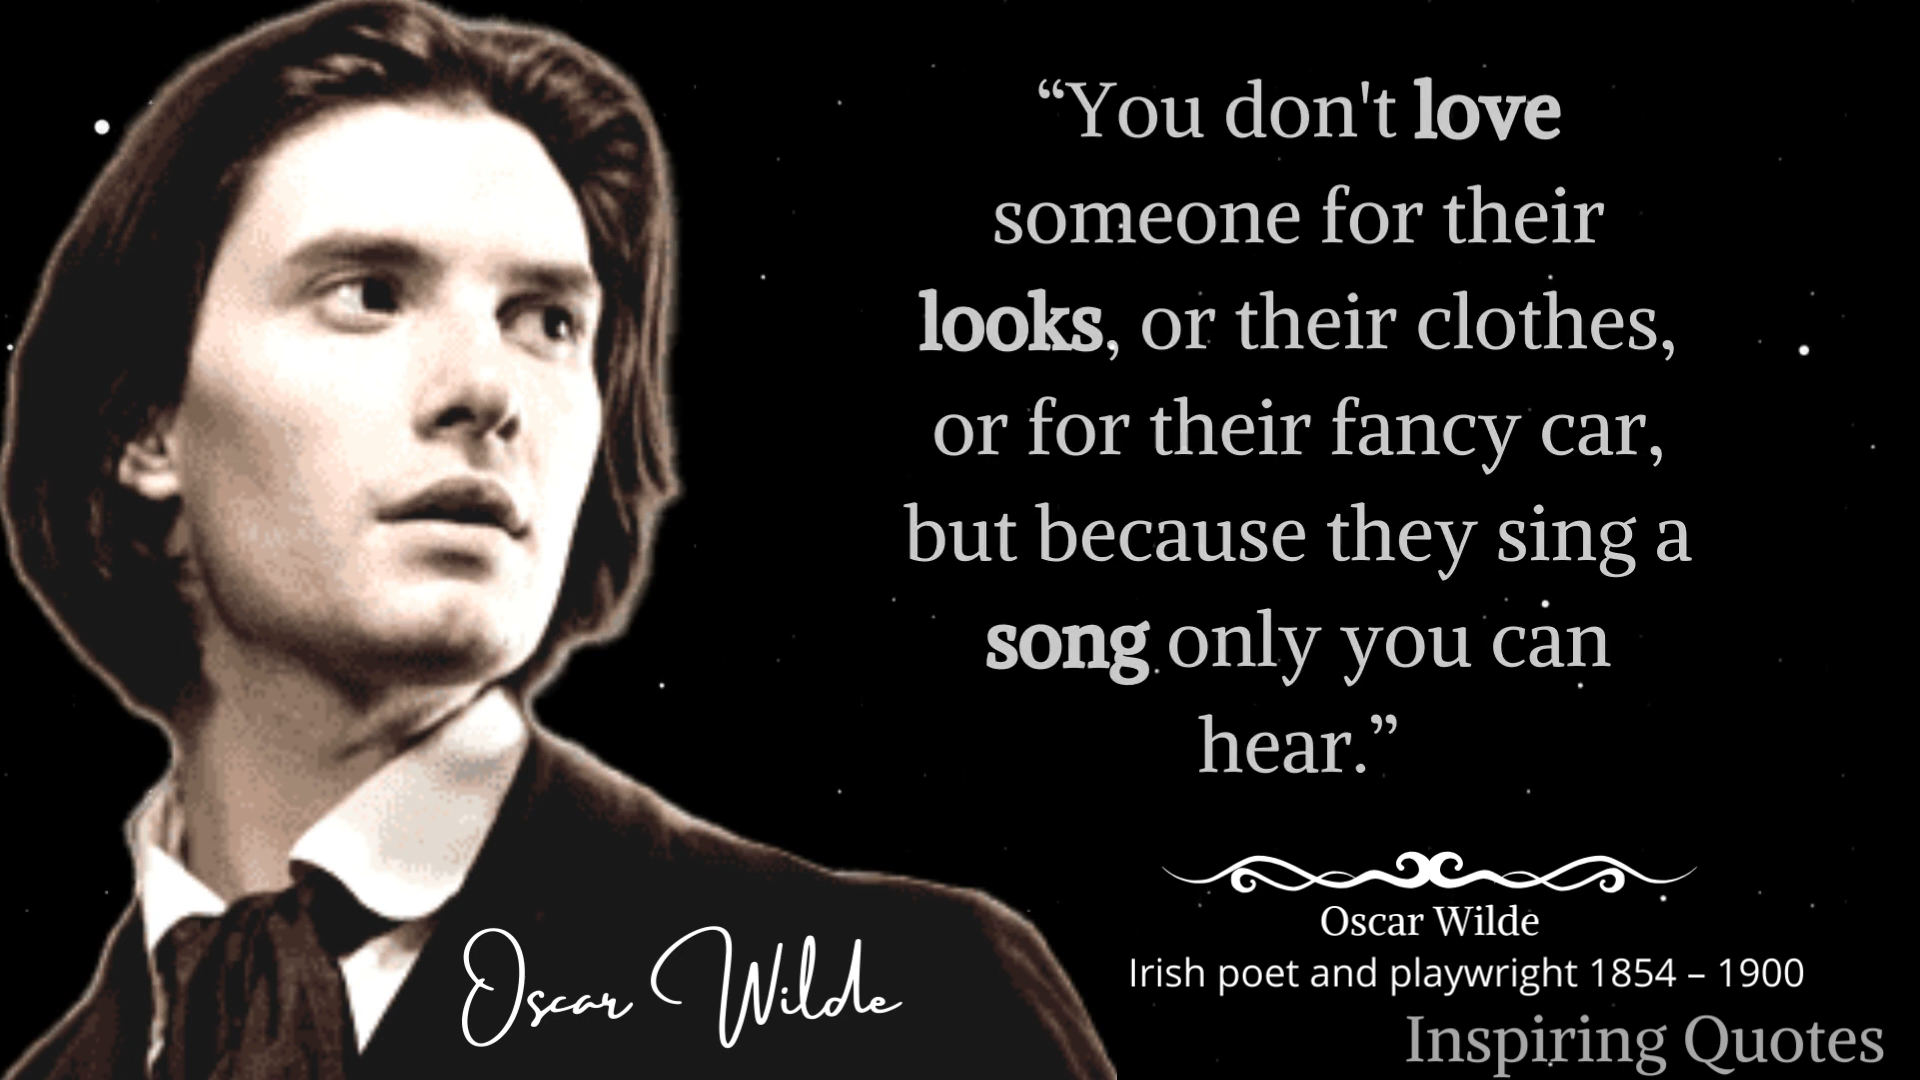 “You don't love
someone for their
looks, or their clothes,
or for their fancy car,
but because they sing a
song only you can
hear.”
Oscar Wilde
Oscar Wilde
Irish poet and playwright 1854 – 1900
Inspiring Quotes